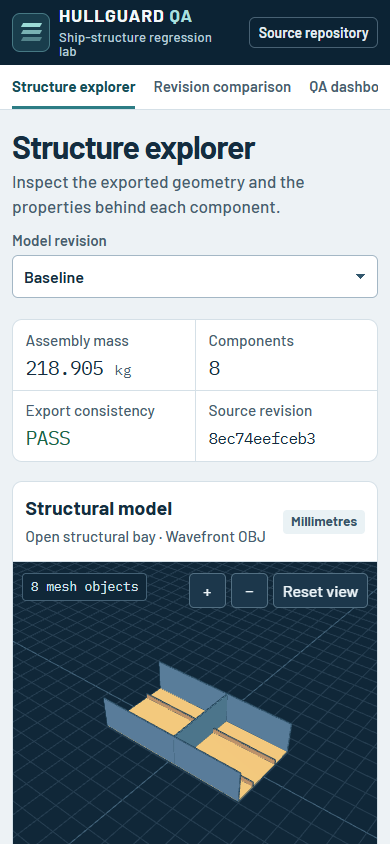 HULLGUARD QA
Ship-structure regression
lab
Source repository
Structure explorer
Revision comparison
QA dashbo
Structure explorer
Inspect the exported geometry and the
properties behind each component.
Model revision
Baseline
Assembly mass
218.905 kg
Components
8
Export consistency
PASS
Source revision
8ec74eefceb3
Structural model
Open structural bay · Wavefront OBJ
Millimetres
8 mesh objects
+
−
Reset view